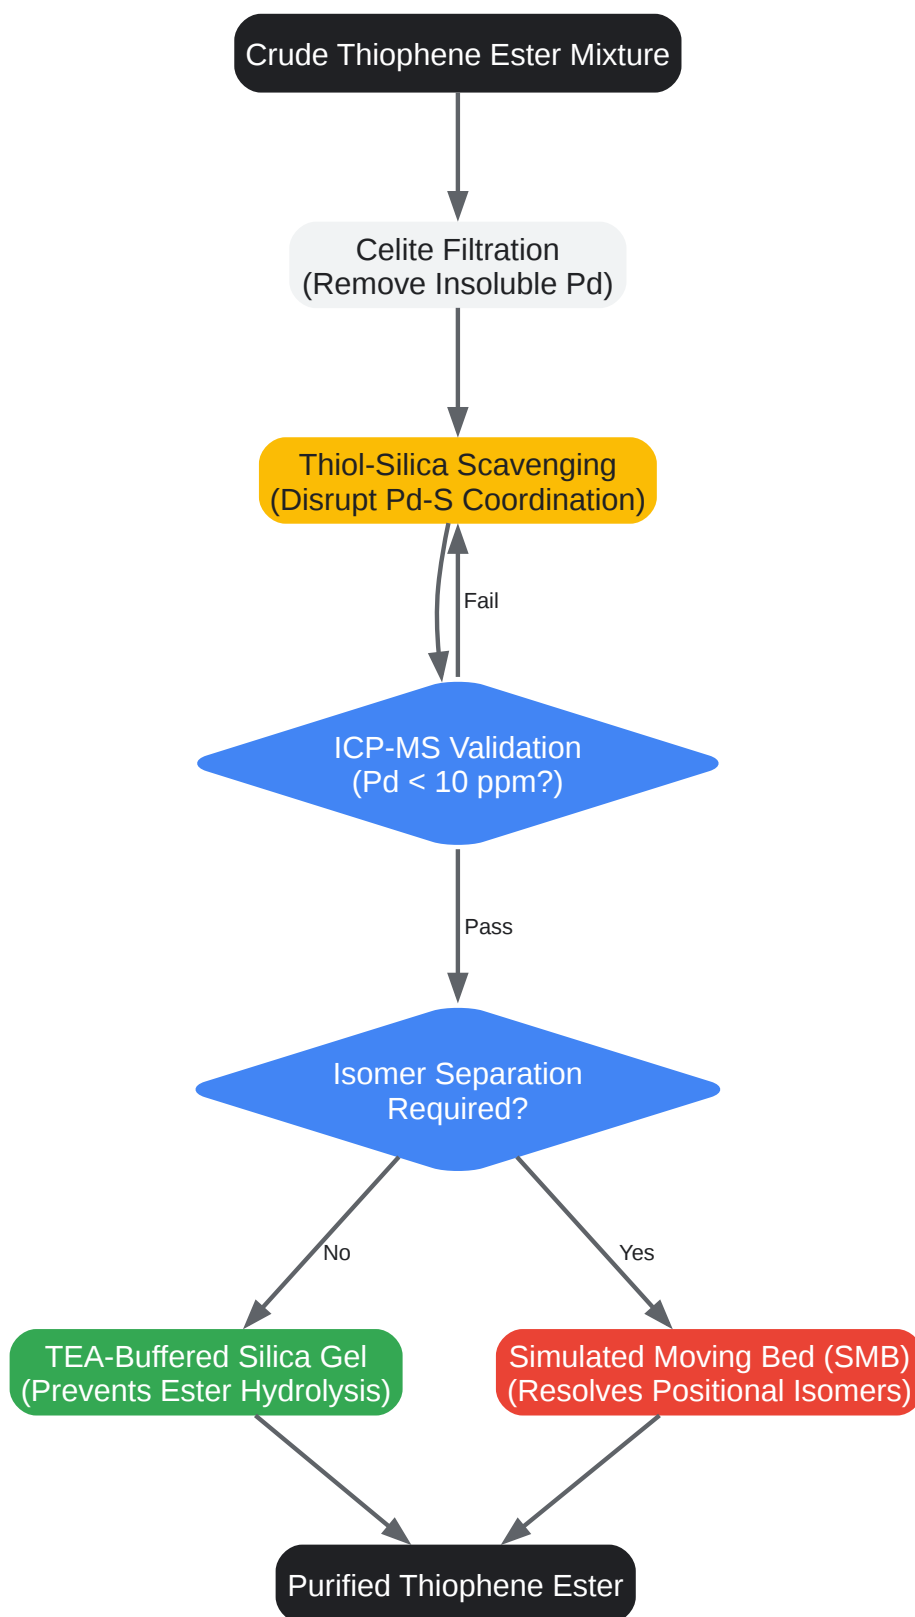 Crude Thiophene Ester Mixture
Celite Filtration
(Remove Insoluble Pd)
Thiol-Silica Scavenging
(Disrupt Pd-S Coordination)
Fail
ICP-MS Validation
(Pd < 10 ppm?)
Pass
Isomer Separation
Required?
No
Yes
TEA-Buffered Silica Gel
(Prevents Ester Hydrolysis)
Simulated Moving Bed (SMB)
(Resolves Positional Isomers)
Purified Thiophene Ester